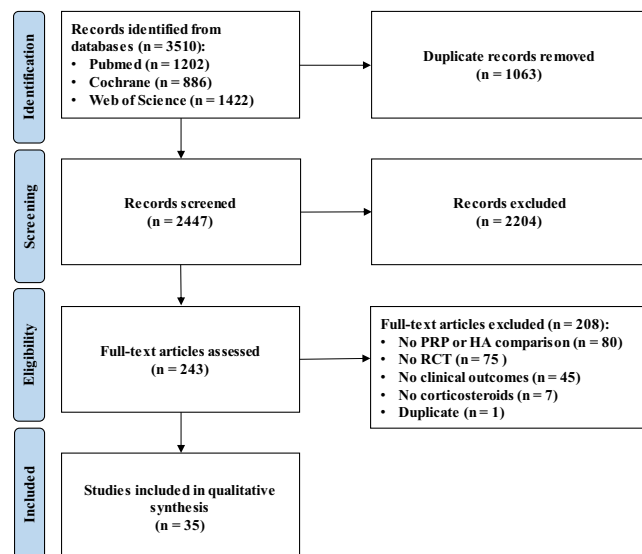 Identification
Records identified from
databases (n = 3510):
• Pubmed (n = 1202)
• Cochrane (n = 886)
• Web of Science (n = 1422)
Duplicate records removed
(n = 1063)
Screening
Records screened
(n = 2447)
Records excluded
(n = 2204)
Eligibility
Full-text articles assessed
(n = 243)
Full-text articles excluded (n = 208):
• No PRP or HA comparison (n = 80)
• No RCT (n = 75 )
• No clinical outcomes (n = 45)
• No corticosteroids (n = 7)
• Duplicate (n = 1)
Included
Studies included in qualitative
synthesis
(n = 35)